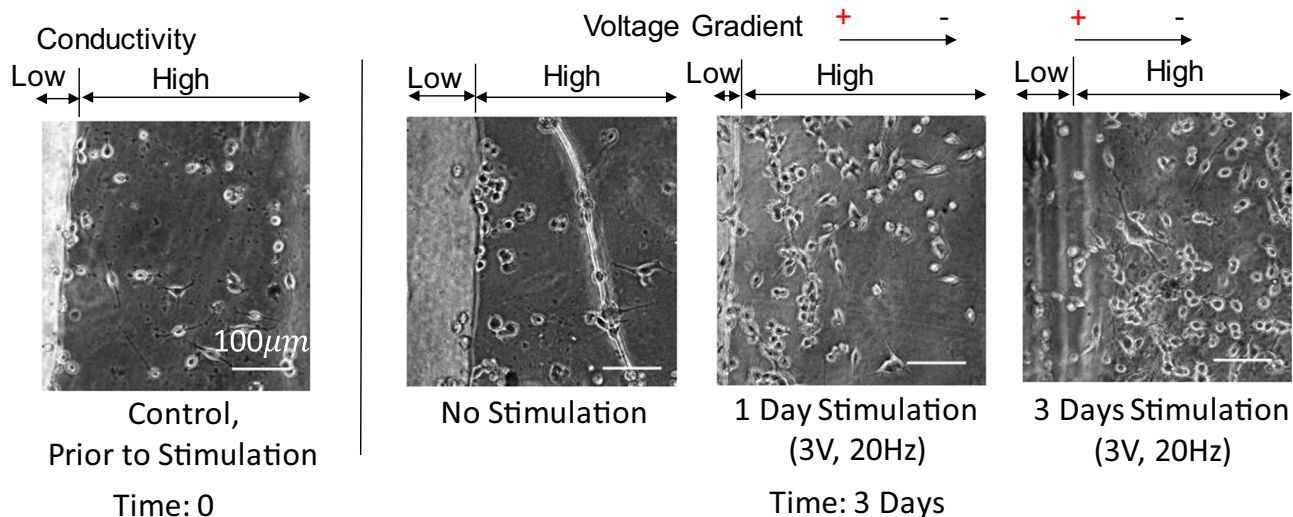 Conductivity
Low High
100μm
Control,
Prior to Stimulation
Time: 0
Voltage Gradient + - + -
Low High Low High Low High
No Stimulation 1 Day Stimulation 3 Days Stimulation
(3V, 20Hz) (3V, 20Hz)
Time: 3 Days